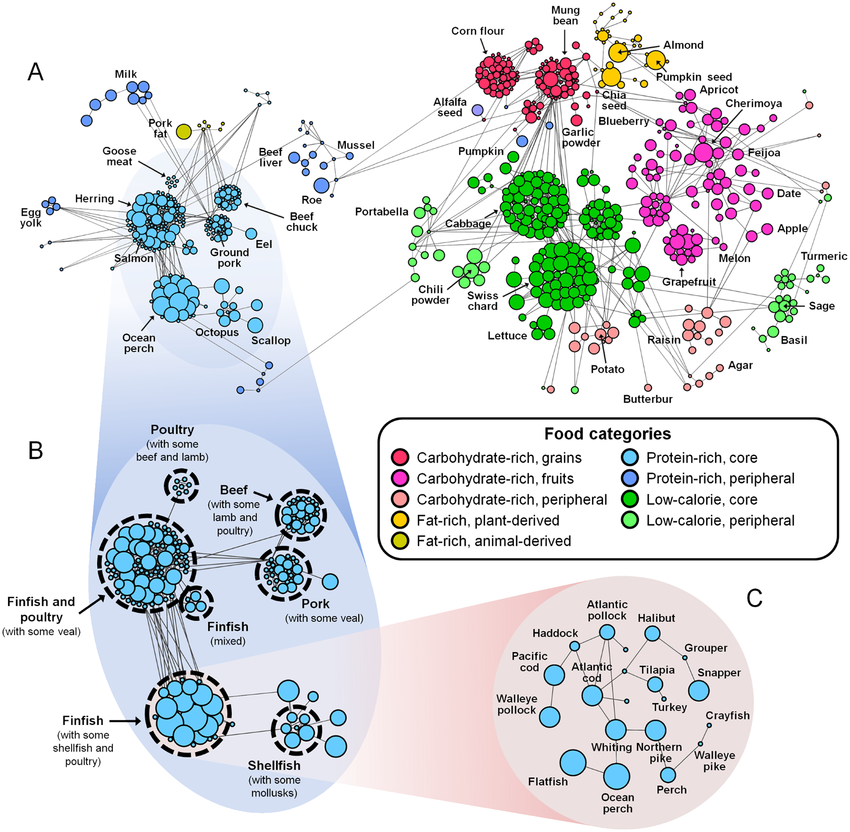 A
Milk
Pork
fat
Goose
meat
Herring
Egg
yolk
Salmon
Ocean
perch
Octopus
Scallop
Eel
Ground
pork
Beef
chuck
Beef
liver
Mussel
Roe
Corn flour
Mung
bean
Almond
Pumpkin seed
Chia
seed
Alfalfa
seed
Garlic
powder
Blueberry
Apricot
Cherimoya
Feijoa
Date
Apple
Melon
Grapefruit
Pumpkin
Portabella
Cabbage
Chili
powder
Swiss
chard
Lettuce
Potato
Raisin
Butterbur
Agar
Turmeric
Sage
Basil
B
Poultry
(with some
beef and lamb)
Beef
(with some
lamb and
poultry)
Finfish and
poultry
(with some veal)
Finfish
(mixed)
Pork
(with some veal)
Finfish
(with some
shellfish and
poultry)
Shellfish
(with some
mollusks)
Food categories
Carbohydrate-rich, grains
Carbohydrate-rich, fruits
Carbohydrate-rich, peripheral
Fat-rich, plant-derived
Fat-rich, animal-derived
Protein-rich, core
Protein-rich, peripheral
Low-calorie, core
Low-calorie, peripheral
C
Atlantic
pollock
Halibut
Haddock
Grouper
Pacific
cod
Atlantic
cod
Tilapia
Snapper
Walleye
pollock
Turkey
Crayfish
Whiting
Northern
pike
Walleye
pike
Flatfish
Ocean
perch
Perch